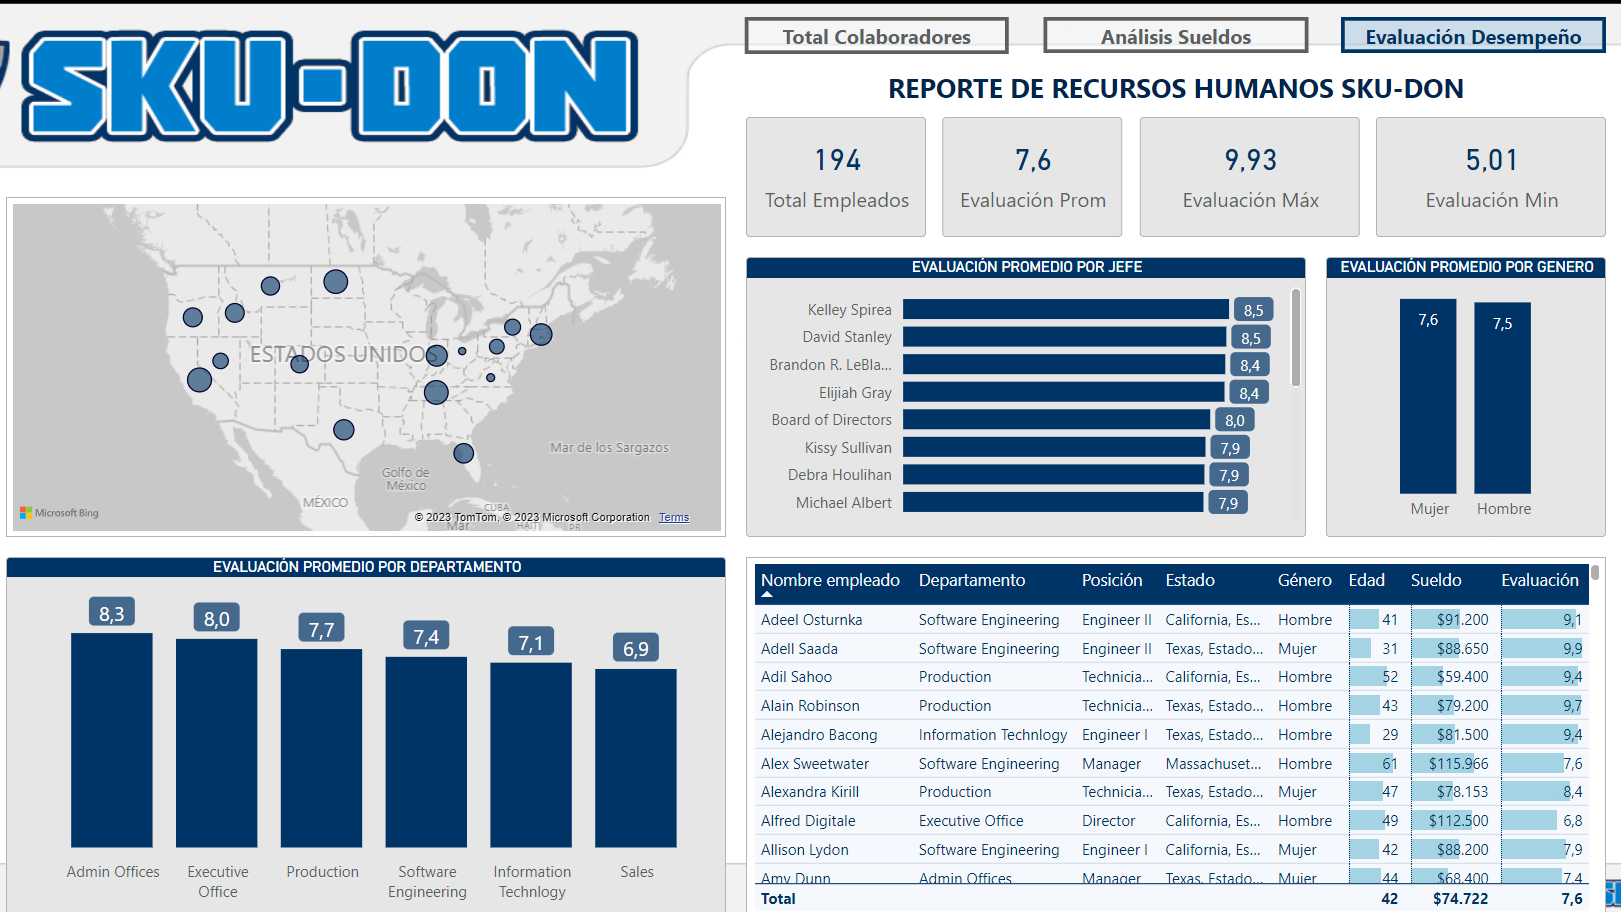 SKU-DON
Total Colaboradores
Análisis Sueldos
Evaluación Desempeño
REPORTE DE RECURSOS HUMANOS SKU-DON
194
Total Empleados
7,6
Evaluación Prom
9,93
Evaluación Máx
5,01
Evaluación Min
ESTADOS UNIDOS
Mar de los Sargazos
Golfo de
México
MÉXICO
CUBA
Mar
HAITÍ
PR
Microsoft Bing
© 2023 TomTom, © 2023 Microsoft Corporation Terms
EVALUACIÓN PROMEDIO POR JEFE
Kelley Spirea 8,5
David Stanley 8,5
Brandon R. LeBla... 8,4
Elijiah Gray 8,4
Board of Directors 8,0
Kissy Sullivan 7,9
Debra Houlihan 7,9
Michael Albert 7,9
EVALUACIÓN PROMEDIO POR GENERO
7,6 7,5
Mujer Hombre
EVALUACIÓN PROMEDIO POR DEPARTAMENTO
8,3 8,0 7,7 7,4 7,1 6,9
Admin Offices Executive Office Production Software Engineering Information Technlogy Sales
Nombre empleado Departamento Posición Estado Género Edad Sueldo Evaluación
Adeel Osturnka Software Engineering Engineer II California, Es... Hombre 41 $91.200 9,1
Adell Saada Software Engineering Engineer II Texas, Estado... Mujer 31 $88.650 9,9
Adil Sahoo Production Technicia... California, Es... Hombre 52 $59.400 9,4
Alain Robinson Production Technicia... Texas, Estado... Hombre 43 $79.200 9,7
Alejandro Bacong Information Technlogy Engineer I Texas, Estado... Hombre 29 $81.500 9,4
Alex Sweetwater Software Engineering Manager Massachuset... Hombre 61 $115.966 7,6
Alexandra Kirill Production Technicia... Texas, Estado... Mujer 47 $78.153 8,4
Alfred Digitale Executive Office Director California, Es... Hombre 49 $112.500 6,8
Allison Lydon Software Engineering Engineer I California, Es... Mujer 42 $88.200 7,9
Amy Dunn Admin Offices Manager Texas, Estado... Mujer 44 $68.400 7,4
Total 42 $74.722 7,6